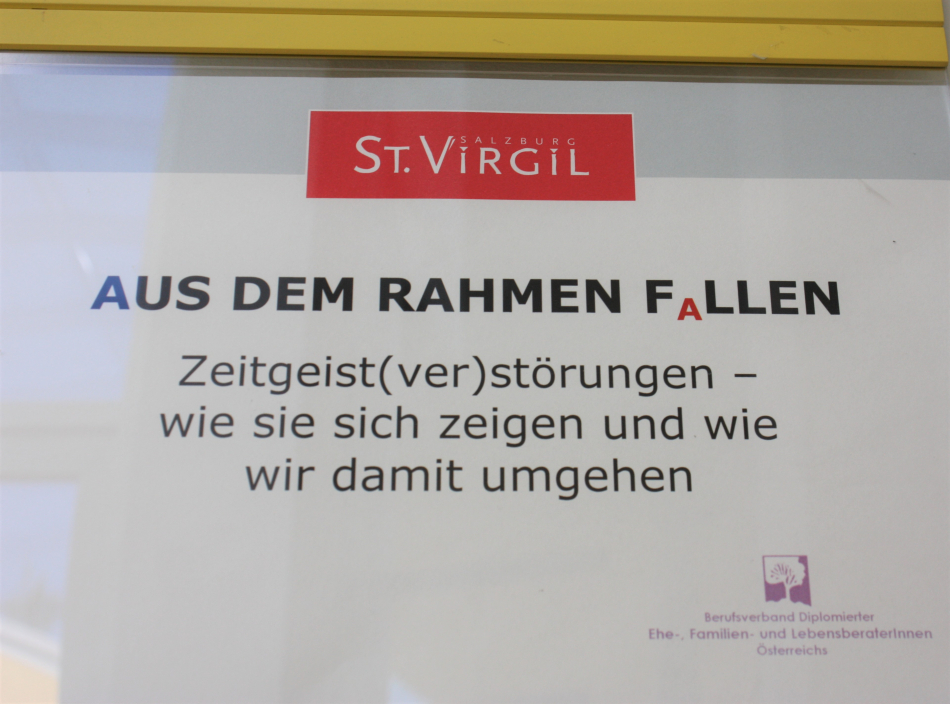 SALZBURG
ST. VIRGIL
AUS DEM RAHMEN FALLEN
Zeitgeist(ver)störungen –
wie sie sich zeigen und wie
wir damit umgehen
Berufsverband Diplomierter
Ehe-, Familien- und LebensberaterInnen
Österreichs